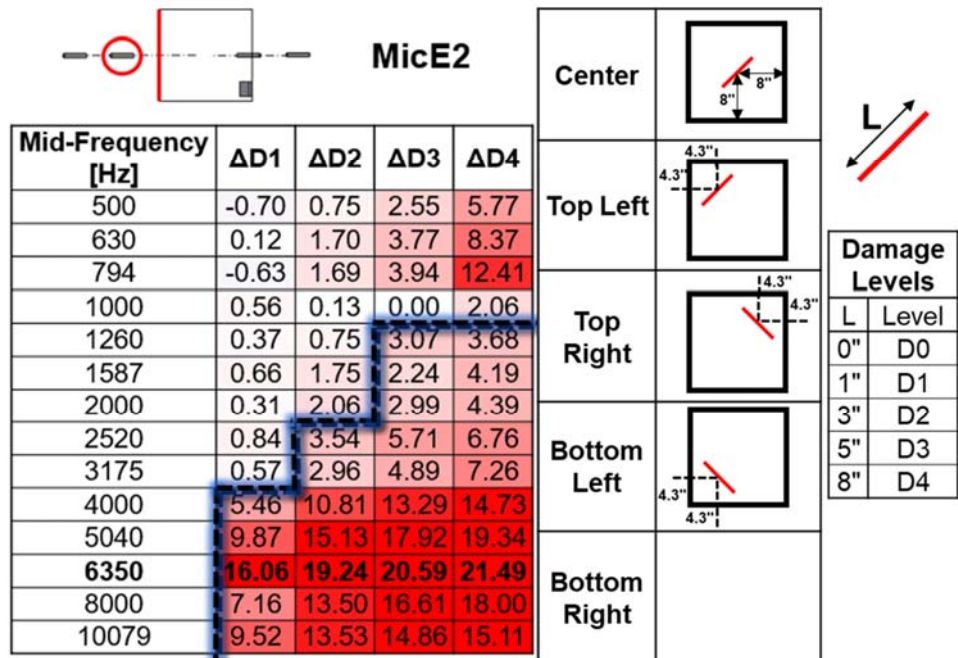 MicE2
Mid-Frequency [Hz] ΔD1 ΔD2 ΔD3 ΔD4
500 -0.70 0.75 2.55 5.77
630 0.12 1.70 3.77 8.37
794 -0.63 1.69 3.94 12.41
1000 0.56 0.13 0.00 2.06
1260 0.37 0.75 3.07 3.68
1587 0.66 1.75 2.24 4.19
2000 0.31 2.06 2.99 4.39
2520 0.84 3.54 5.71 6.76
3175 0.57 2.96 4.89 7.26
4000 5.46 10.81 13.29 14.73
5040 9.87 15.13 17.92 19.34
6350 16.06 19.24 20.59 21.49
8000 7.16 13.50 16.61 18.00
10079 9.52 13.53 14.86 15.11
Center
8"
8"
Top Left
4.3"
4.3"
Top Right
4.3"
4.3"
Bottom Left
4.3"
4.3"
Bottom Right
L
Damage Levels
L Level
0" D0
1" D1
3" D2
5" D3
8" D4